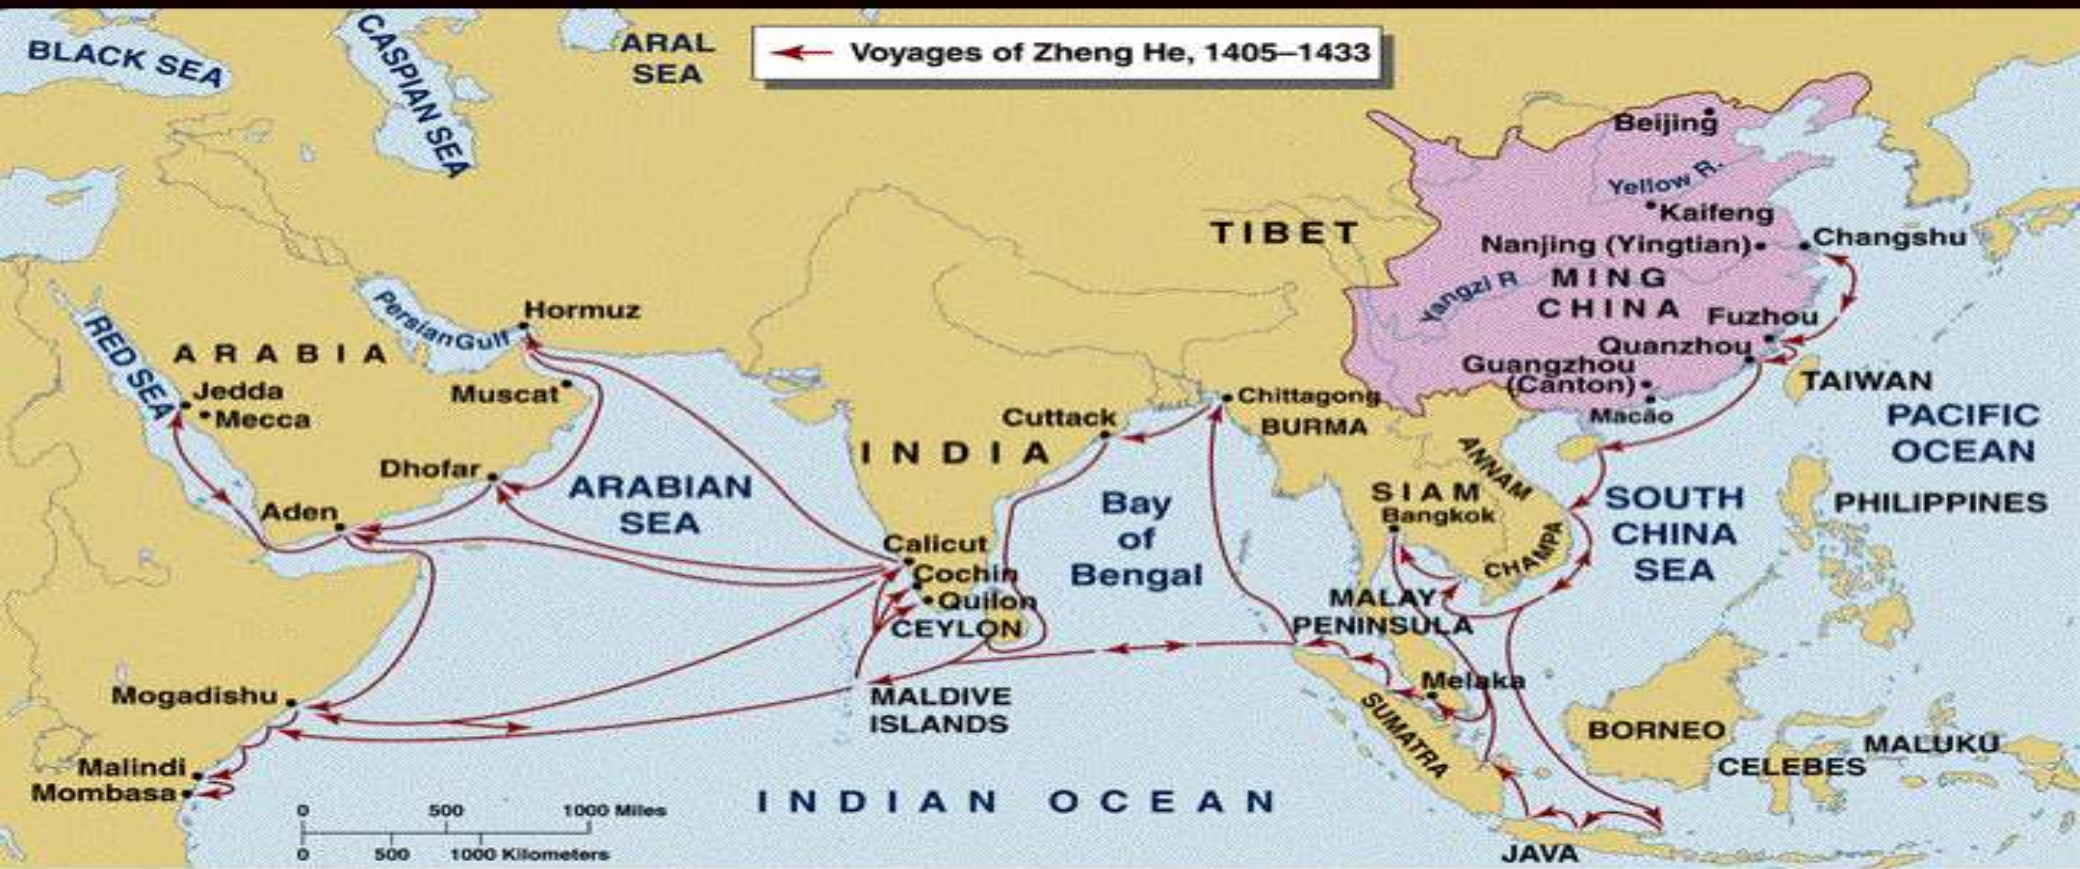 BLACK SEA
CASPIAN SEA
ARAL
SEA
Voyages of Zheng He, 1405–1433
Beijing
Yellow R.
Kaifeng
TIBET
Nanjing (Yingtian)
Changshu
Yangzi R
MING
CHINA
Fuzhou
Quanzhou
Guangzhou
(Canton)
Macão
TAIWAN
PACIFIC
OCEAN
Hormuz
Persian Gulf
RED SEA
ARABIA
Jedda
Mecca
Muscat
Dhofar
Aden
ARABIAN
SEA
INDIA
Cuttack
Chittagong
BURMA
Bay
of
Bengal
Calicut
Cochin
Quilon
CEYLON
SIAM
Bangkok
ANNAM
CHAMPA
SOUTH
CHINA
SEA
PHILIPPINES
MALAY
PENINSULA
Melaka
SUMATRA
MALDIVE
ISLANDS
Mogadishu
Malindi
Mombasa
BORNEO
CELEBES
MALUKU
JAVA
INDIAN OCEAN
0 500 1000 Miles
0 500 1000 Kilometers